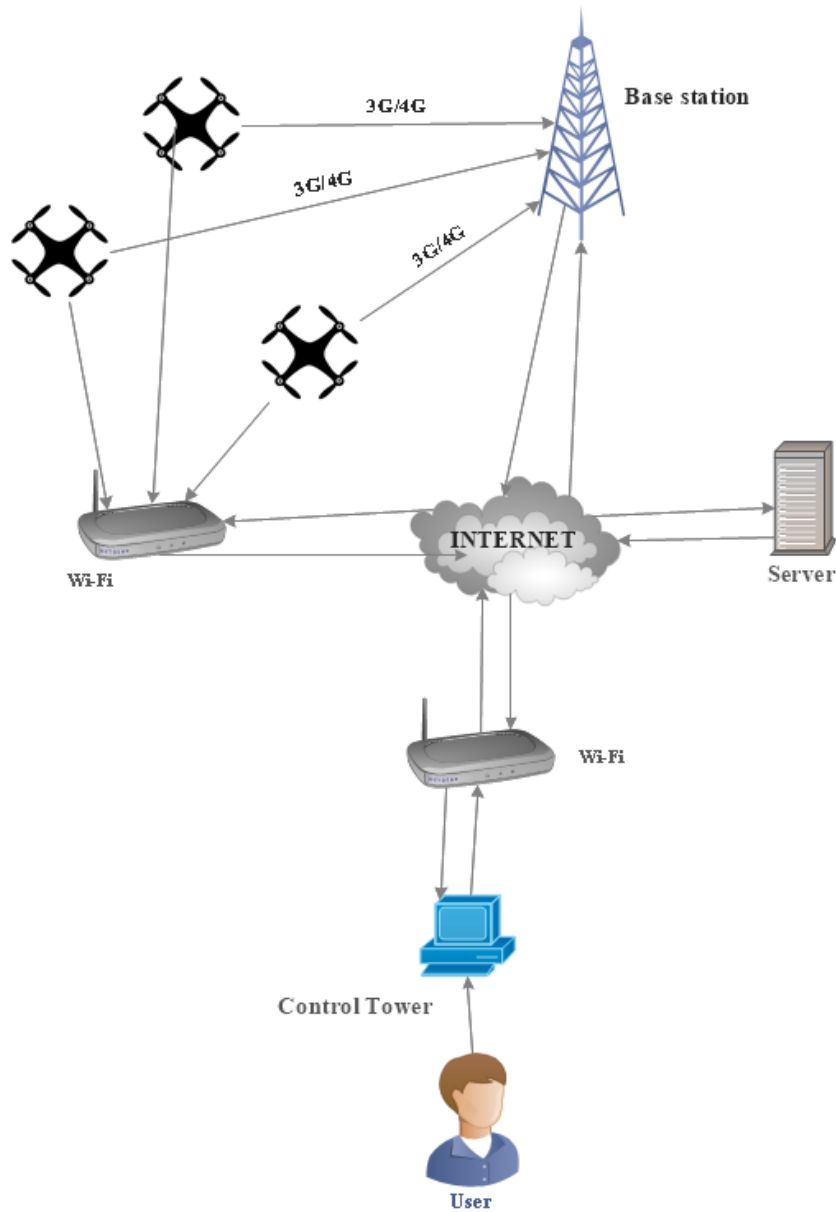 3G/4G
Base station
3G/4G
3G/4G
INTERNET
Server
Wi-Fi
Wi-Fi
Control Tower
User